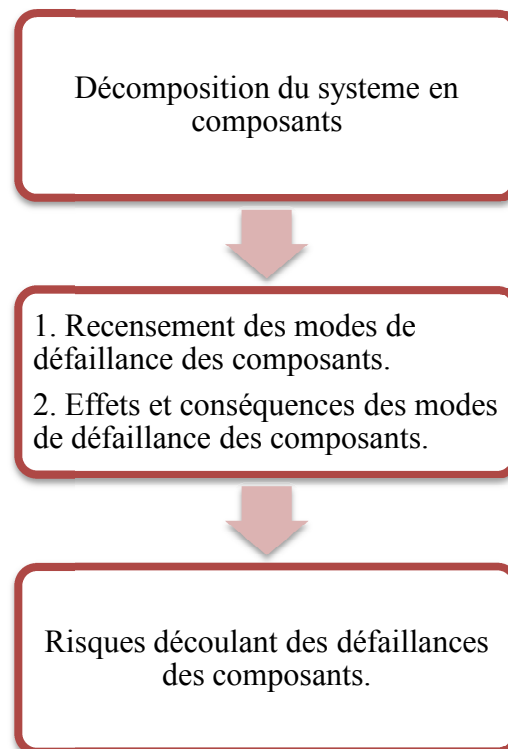 Décomposition du systeme en
composants
1. Recensement des modes de
défaillance des composants.
2. Effets et conséquences des modes
de défaillance des composants.
Risques découlant des défaillances
des composants.